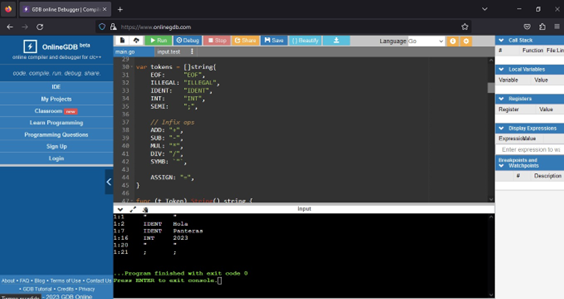 GDB online Debugger | Compil
https://www.onlinegdb.com
OnlineGDB beta
online compiler and debugger for c/c++
code. compile. run. debug. share.
IDE
My Projects
Classroom new
Learn Programming
Programming Questions
Sign Up
Login
About • FAQ • Blog • Terms of Use • Contact Us
• GDB Tutorial • Credits • Privacy
2023 GDB Online
Run
Debug
Stop
Share
Save
{ } Beautify
Language Go
main.go
input.text
29
30 var tokens = []string{
31 EOF: "EOF",
32 ILLEGAL: "ILLEGAL",
33 IDENT: "IDENT",
34 INT: "INT",
35 SEMI: ";",
36
37 // Infix ops
38 ADD: "+",
39 SUB: "-",
40 MUL: "*",
41 DIV: "/",
42 SYMB: `"`,
43
44 ASSIGN: "=",
45 }
46
47 func (t Token) String() string {
input
1:1 " "
1:2 IDENT Hola
1:7 IDENT Panteras
1:16 INT 2023
1:20 " "
1:21 ; ;
...Program finished with exit code 0
Press ENTER to exit console.
Call Stack
# Function File:Lin
Local Variables
Variable Value
Registers
Register Value
Display Expressions
Expression Value
Enter expression to wa
Breakpoints and Watchpoints
# Description